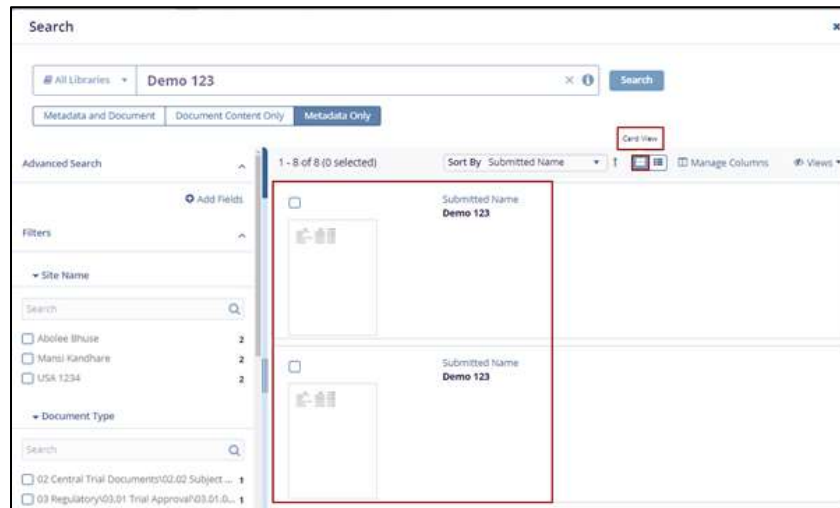 Search
All Libraries
Demo 123
Search
Metadata and Document
Document Content Only
Metadata Only
Card View
Advanced Search
1 - 8 of 8 (0 selected)
Sort By Submitted Name
Manage Columns
Views
Add Fields
Filters
Site Name
Search
Abolee Bhuse 2
Mansi Kandhare 2
USA 1234 2
Document Type
Search
02 Central Trial Documents\02.02 Subject ... 1
03 Regulatory\03.01 Trial Approval\03.01.0... 1
Submitted Name
Demo 123
Submitted Name
Demo 123